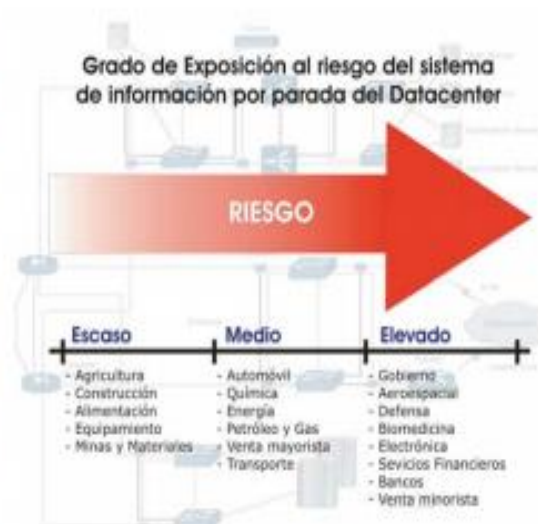 Grado de Exposición al riesgo del sistema
de información por parada del Datacenter
RIESGO
Escaso
- Agricultura
- Construcción
- Alimentación
- Equipamiento
- Minas y Materiales
Medio
- Automóvil
- Química
- Energía
- Petróleo y Gas
- Venta mayorista
- Transporte
Elevado
- Gobierno
- Aeroespacial
- Defensa
- Biomedicina
- Electrónica
- Sevicios Financieros
- Bancos
- Venta minorista